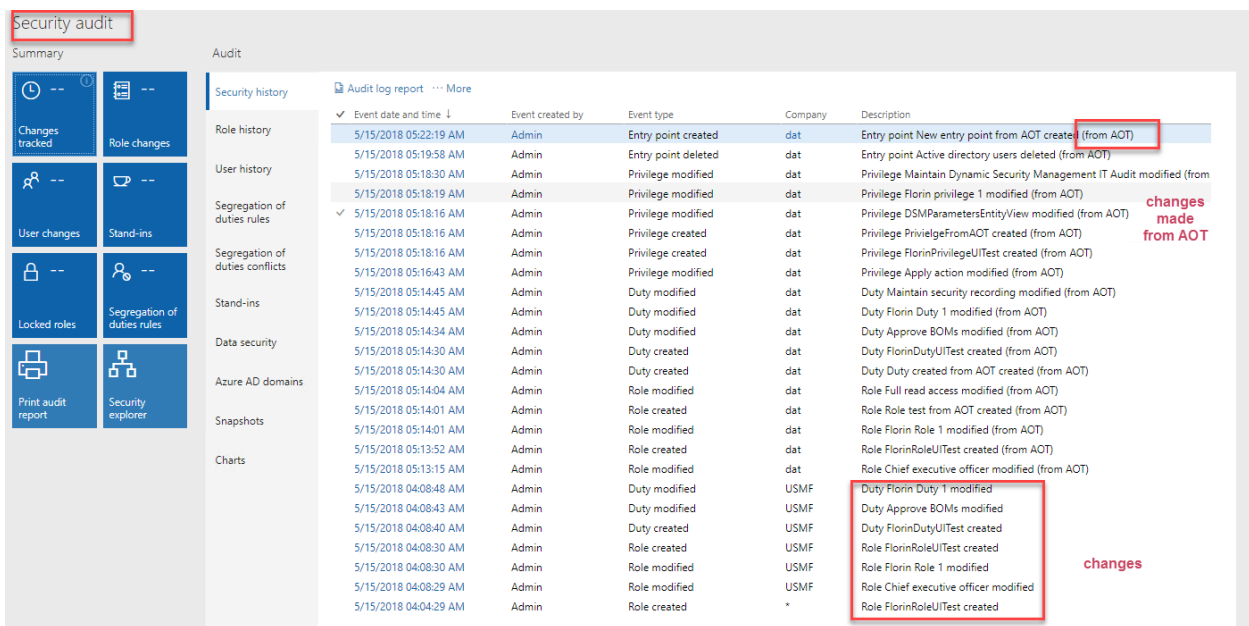 Security audit
Summary
Audit
-- --
Changes tracked
Role changes
-- --
User changes
Stand-ins
-- --
Locked roles
Segregation of duties rules
Print audit report
Security explorer
Security history
Role history
User history
Segregation of duties rules
Segregation of duties conflicts
Stand-ins
Data security
Azure AD domains
Snapshots
Charts
Audit log report ··· More
Event date and time ↓ Event created by Event type Company Description
5/15/2018 05:22:19 AM Admin Entry point created dat Entry point New entry point from AOT created (from AOT)
5/15/2018 05:19:58 AM Admin Entry point deleted dat Entry point Active directory users deleted (from AOT)
5/15/2018 05:18:30 AM Admin Privilege modified dat Privilege Maintain Dynamic Security Management IT Audit modified (from
5/15/2018 05:18:19 AM Admin Privilege modified dat Privilege Florin privilege 1 modified (from AOT)
5/15/2018 05:18:16 AM Admin Privilege modified dat Privilege DSMParametersEntityView modified (from AOT)
5/15/2018 05:18:16 AM Admin Privilege created dat Privilege PrivielgeFromAOT created (from AOT)
5/15/2018 05:18:16 AM Admin Privilege created dat Privilege FlorinPrivilegeUITest created (from AOT)
5/15/2018 05:16:43 AM Admin Privilege modified dat Privilege Apply action modified (from AOT)
5/15/2018 05:14:45 AM Admin Duty modified dat Duty Maintain security recording modified (from AOT)
5/15/2018 05:14:45 AM Admin Duty modified dat Duty Florin Duty 1 modified (from AOT)
5/15/2018 05:14:34 AM Admin Duty modified dat Duty Approve BOMs modified (from AOT)
5/15/2018 05:14:30 AM Admin Duty created dat Duty FlorinDutyUITest created (from AOT)
5/15/2018 05:14:30 AM Admin Duty created dat Duty Duty created from AOT created (from AOT)
5/15/2018 05:14:04 AM Admin Role modified dat Role Full read access modified (from AOT)
5/15/2018 05:14:01 AM Admin Role created dat Role Role test from AOT created (from AOT)
5/15/2018 05:14:01 AM Admin Role modified dat Role Florin Role 1 modified (from AOT)
5/15/2018 05:13:52 AM Admin Role created dat Role FlorinRoleUITest created (from AOT)
5/15/2018 05:13:15 AM Admin Role modified dat Role Chief executive officer modified (from AOT)
5/15/2018 04:08:48 AM Admin Duty modified USMF Duty Florin Duty 1 modified
5/15/2018 04:08:43 AM Admin Duty modified USMF Duty Approve BOMs modified
5/15/2018 04:08:40 AM Admin Duty created USMF Duty FlorinDutyUITest created
5/15/2018 04:08:30 AM Admin Role created USMF Role FlorinRoleUITest created
5/15/2018 04:08:30 AM Admin Role modified USMF Role Florin Role 1 modified
5/15/2018 04:08:29 AM Admin Role modified USMF Role Chief executive officer modified
5/15/2018 04:04:29 AM Admin Role created * Role FlorinRoleUITest created
changes
made
from AOT
changes